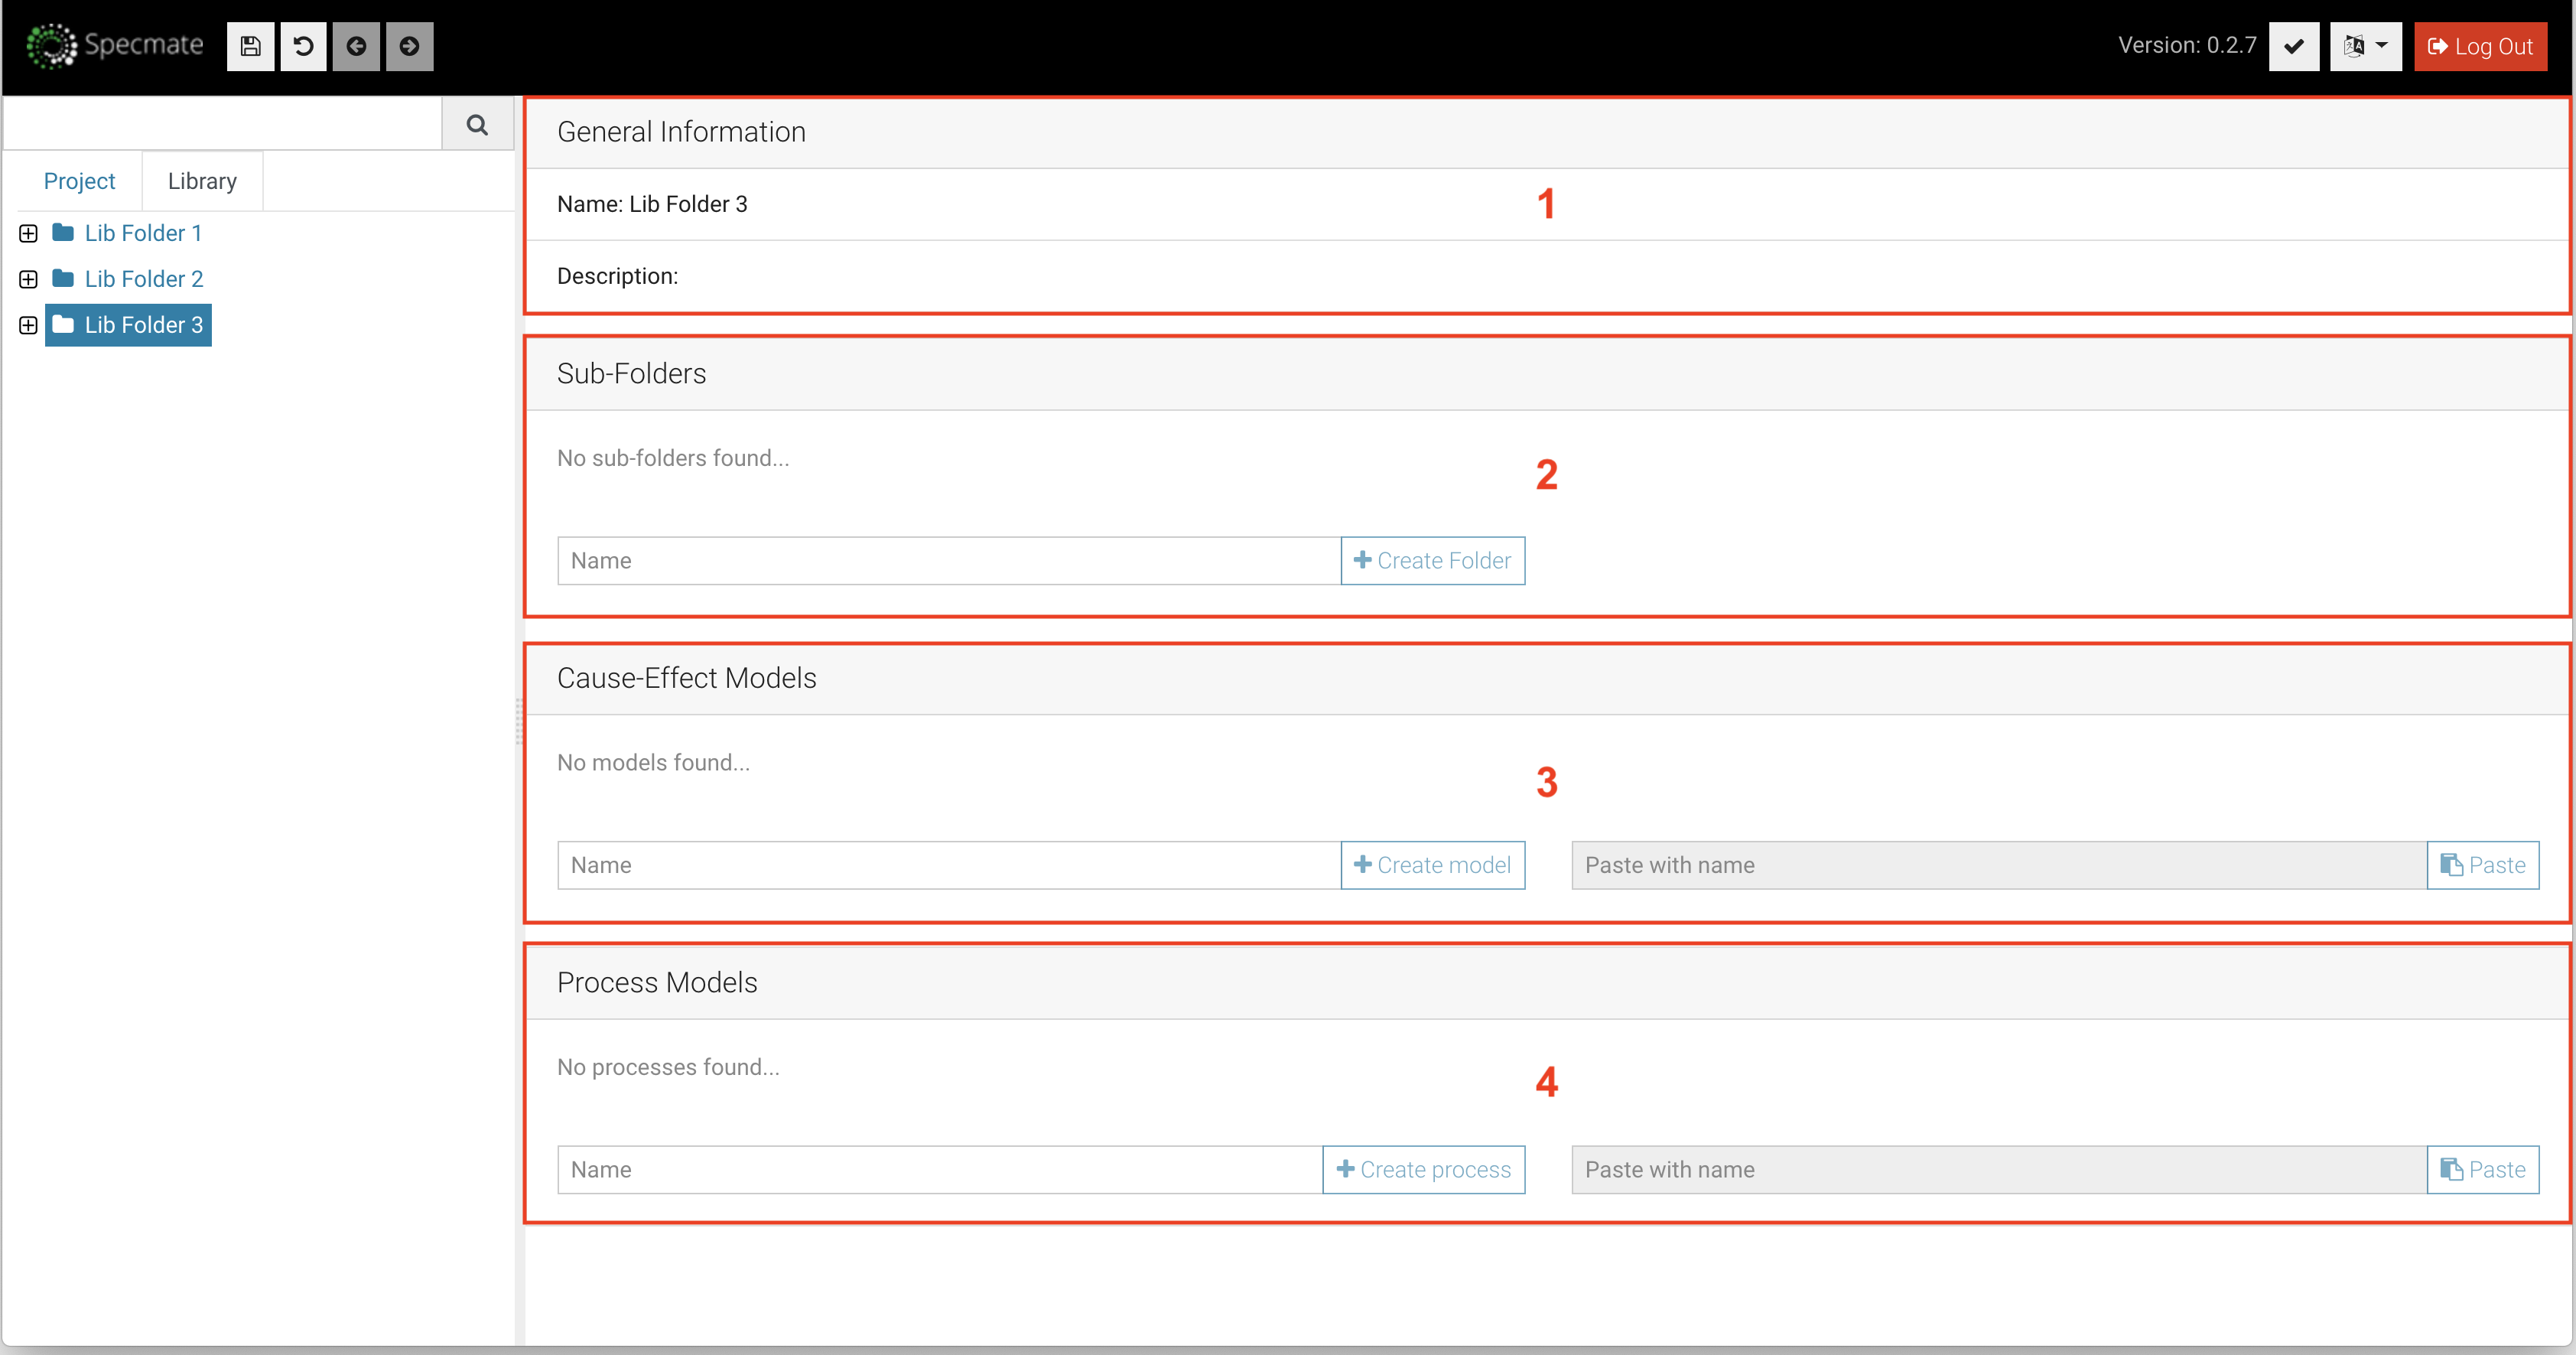 Specmate
Version: 0.2.7
Log Out
Project
Library
Lib Folder 1
Lib Folder 2
Lib Folder 3
General Information
Name: Lib Folder 3
1
Description:
Sub-Folders
No sub-folders found...
2
Name
Create Folder
Cause-Effect Models
No models found...
3
Name
Create model
Paste with name
Paste
Process Models
No processes found...
4
Name
Create process
Paste with name
Paste